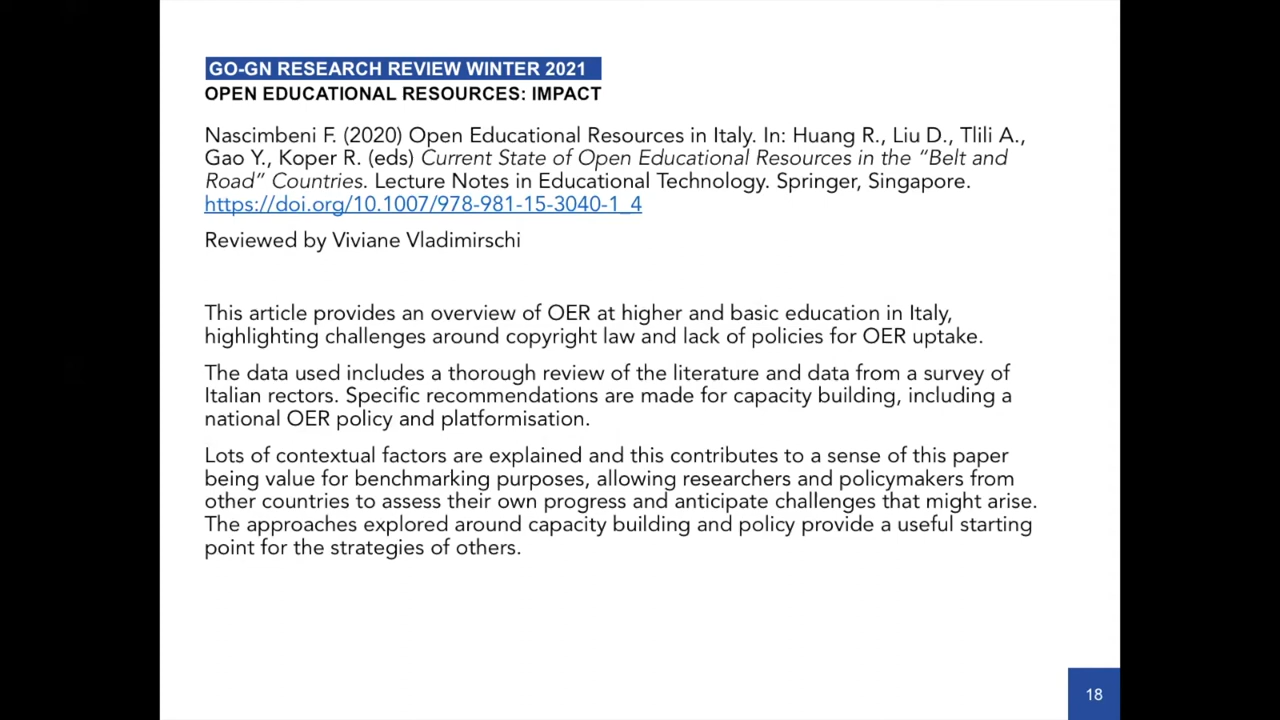 GO-GN RESEARCH REVIEW WINTER 2021
OPEN EDUCATIONAL RESOURCES: IMPACT
Nascimbeni F. (2020) Open Educational Resources in Italy. In: Huang R., Liu D., Tlili A.,
Gao Y., Koper R. (eds) Current State of Open Educational Resources in the “Belt and
Road” Countries. Lecture Notes in Educational Technology. Springer, Singapore.
https://doi.org/10.1007/978-981-15-3040-1_4
Reviewed by Viviane Vladimirschi
This article provides an overview of OER at higher and basic education in Italy,
highlighting challenges around copyright law and lack of policies for OER uptake.
The data used includes a thorough review of the literature and data from a survey of
Italian rectors. Specific recommendations are made for capacity building, including a
national OER policy and platformisation.
Lots of contextual factors are explained and this contributes to a sense of this paper
being value for benchmarking purposes, allowing researchers and policymakers from
other countries to assess their own progress and anticipate challenges that might arise.
The approaches explored around capacity building and policy provide a useful starting
point for the strategies of others.
18